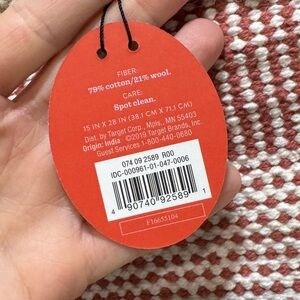 FIBER:
79% cotton/21% wool.
CARE:
Spot clean.
15 IN X 28 IN (38.1 CM X 71.1 CM)
Dist. by Target Corp., Mpls., MN 55403
Origin: India ©2019 Target Brands, Inc.
Guest Services 1-800-440-0680
074 09 2589 R00
IDC-000961-01-047-0006
4 90740 92589 1
F16655104